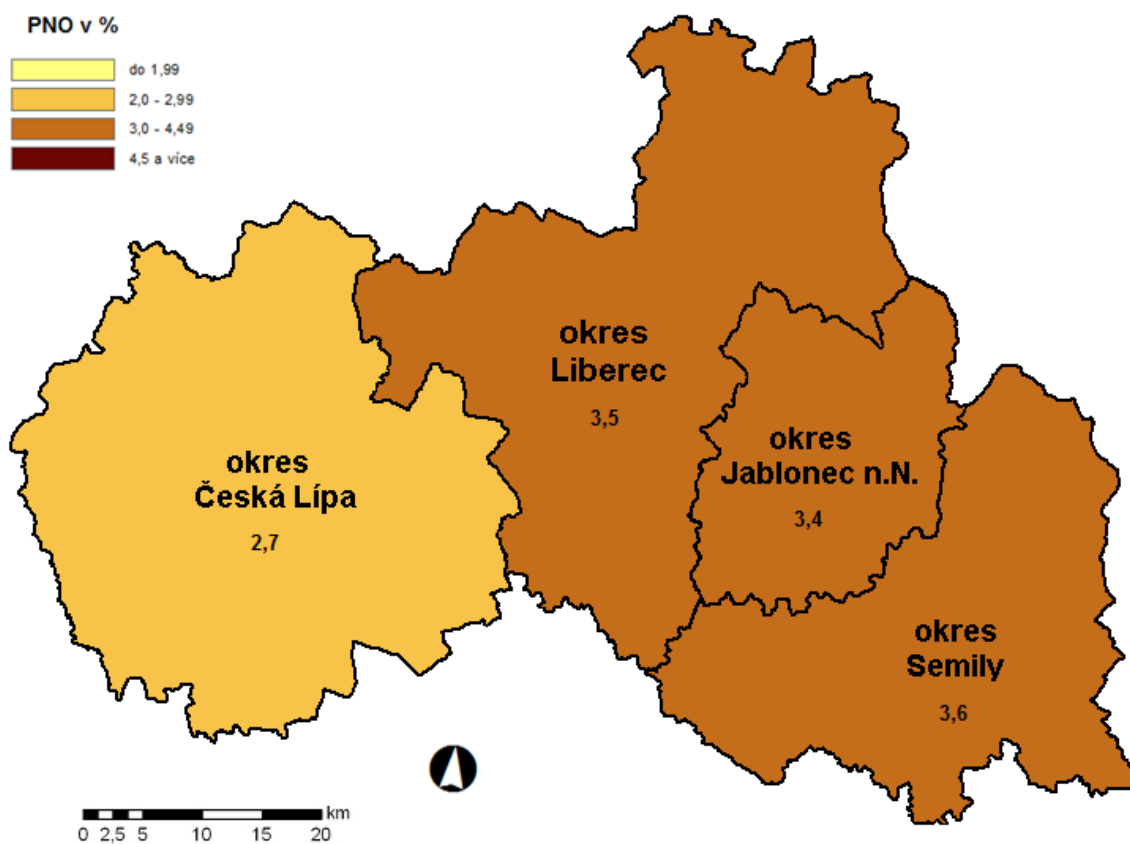 PNO v %
do 1,99
2,0 - 2,99
3,0 - 4,49
4,5 a více
okres
Liberec
3,5
okres
Jablonec n.N.
3,4
okres
Česká Lípa
2,7
okres
Semily
3,6
km
0 2,5 5 10 15 20